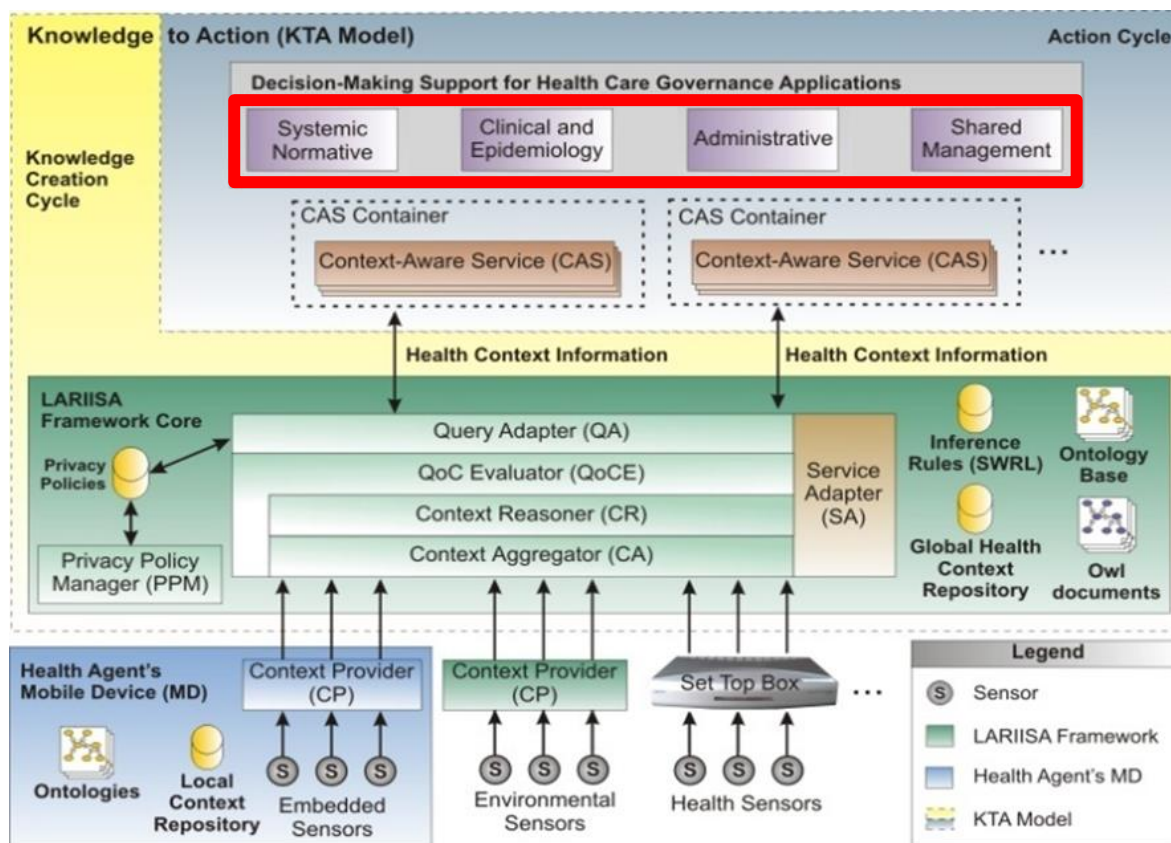 Knowledge to Action (KTA Model)
Action Cycle
Decision-Making Support for Health Care Governance Applications
Systemic
Normative
Clinical and
Epidemiology
Administrative
Shared
Management
Knowledge
Creation
Cycle
CAS Container
Context-Aware Service (CAS)
CAS Container
Context-Aware Service (CAS)
...
Health Context Information
Health Context Information
LARIISA
Framework Core
Privacy
Policies
Privacy Policy
Manager (PPM)
Query Adapter (QA)
QoC Evaluator (QoCE)
Context Reasoner (CR)
Context Aggregator (CA)
Service
Adapter
(SA)
Inference
Rules (SWRL)
Ontology
Base
Global Health
Context
Repository
Owl
documents
Health Agent's
Mobile Device (MD)
Context Provider
(CP)
Context Provider
(CP)
Set Top Box
...
Ontologies
Local
Context
Repository
S S S
Embedded
Sensors
S S S
Environmental
Sensors
S S S
Health Sensors
Legend
S Sensor
LARIISA Framework
Health Agent's MD
KTA Model